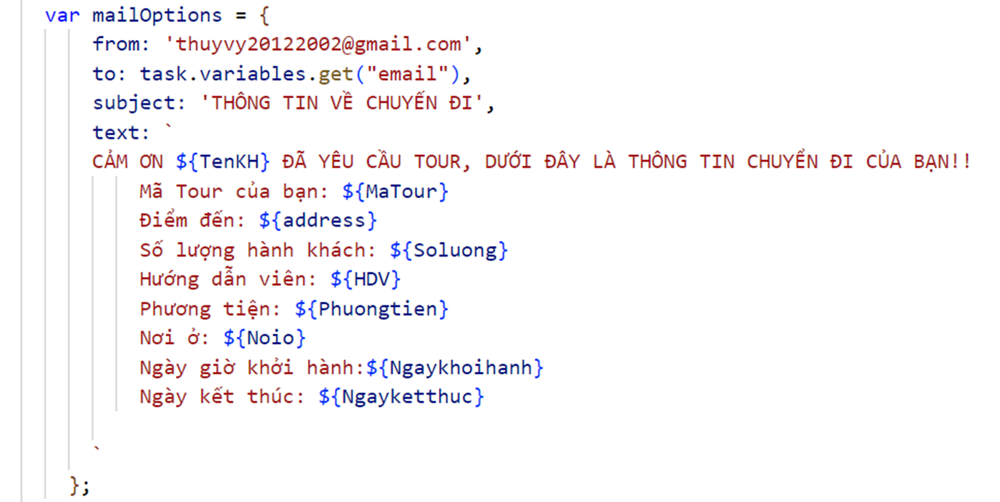 var mailOptions = {
from: 'thuyvy20122002@gmail.com',
to: task.variables.get("email"),
subject: 'THÔNG TIN VỀ CHUYẾN ĐI',
text: `
CẢM ƠN ${TenKH} ĐÃ YÊU CẦU TOUR, DƯỚI ĐÂY LÀ THÔNG TIN CHUYỂN ĐI CỦA BẠN!!
Mã Tour của bạn: ${MaTour}
Điểm đến: ${address}
Số lượng hành khách: ${Soluong}
Hướng dẫn viên: ${HDV}
Phương tiện: ${Phuongtien}
Nơi ở: ${Noio}
Ngày giờ khởi hành:${Ngaykhoihanh}
Ngày kết thúc: ${Ngayketthuc}
`
};